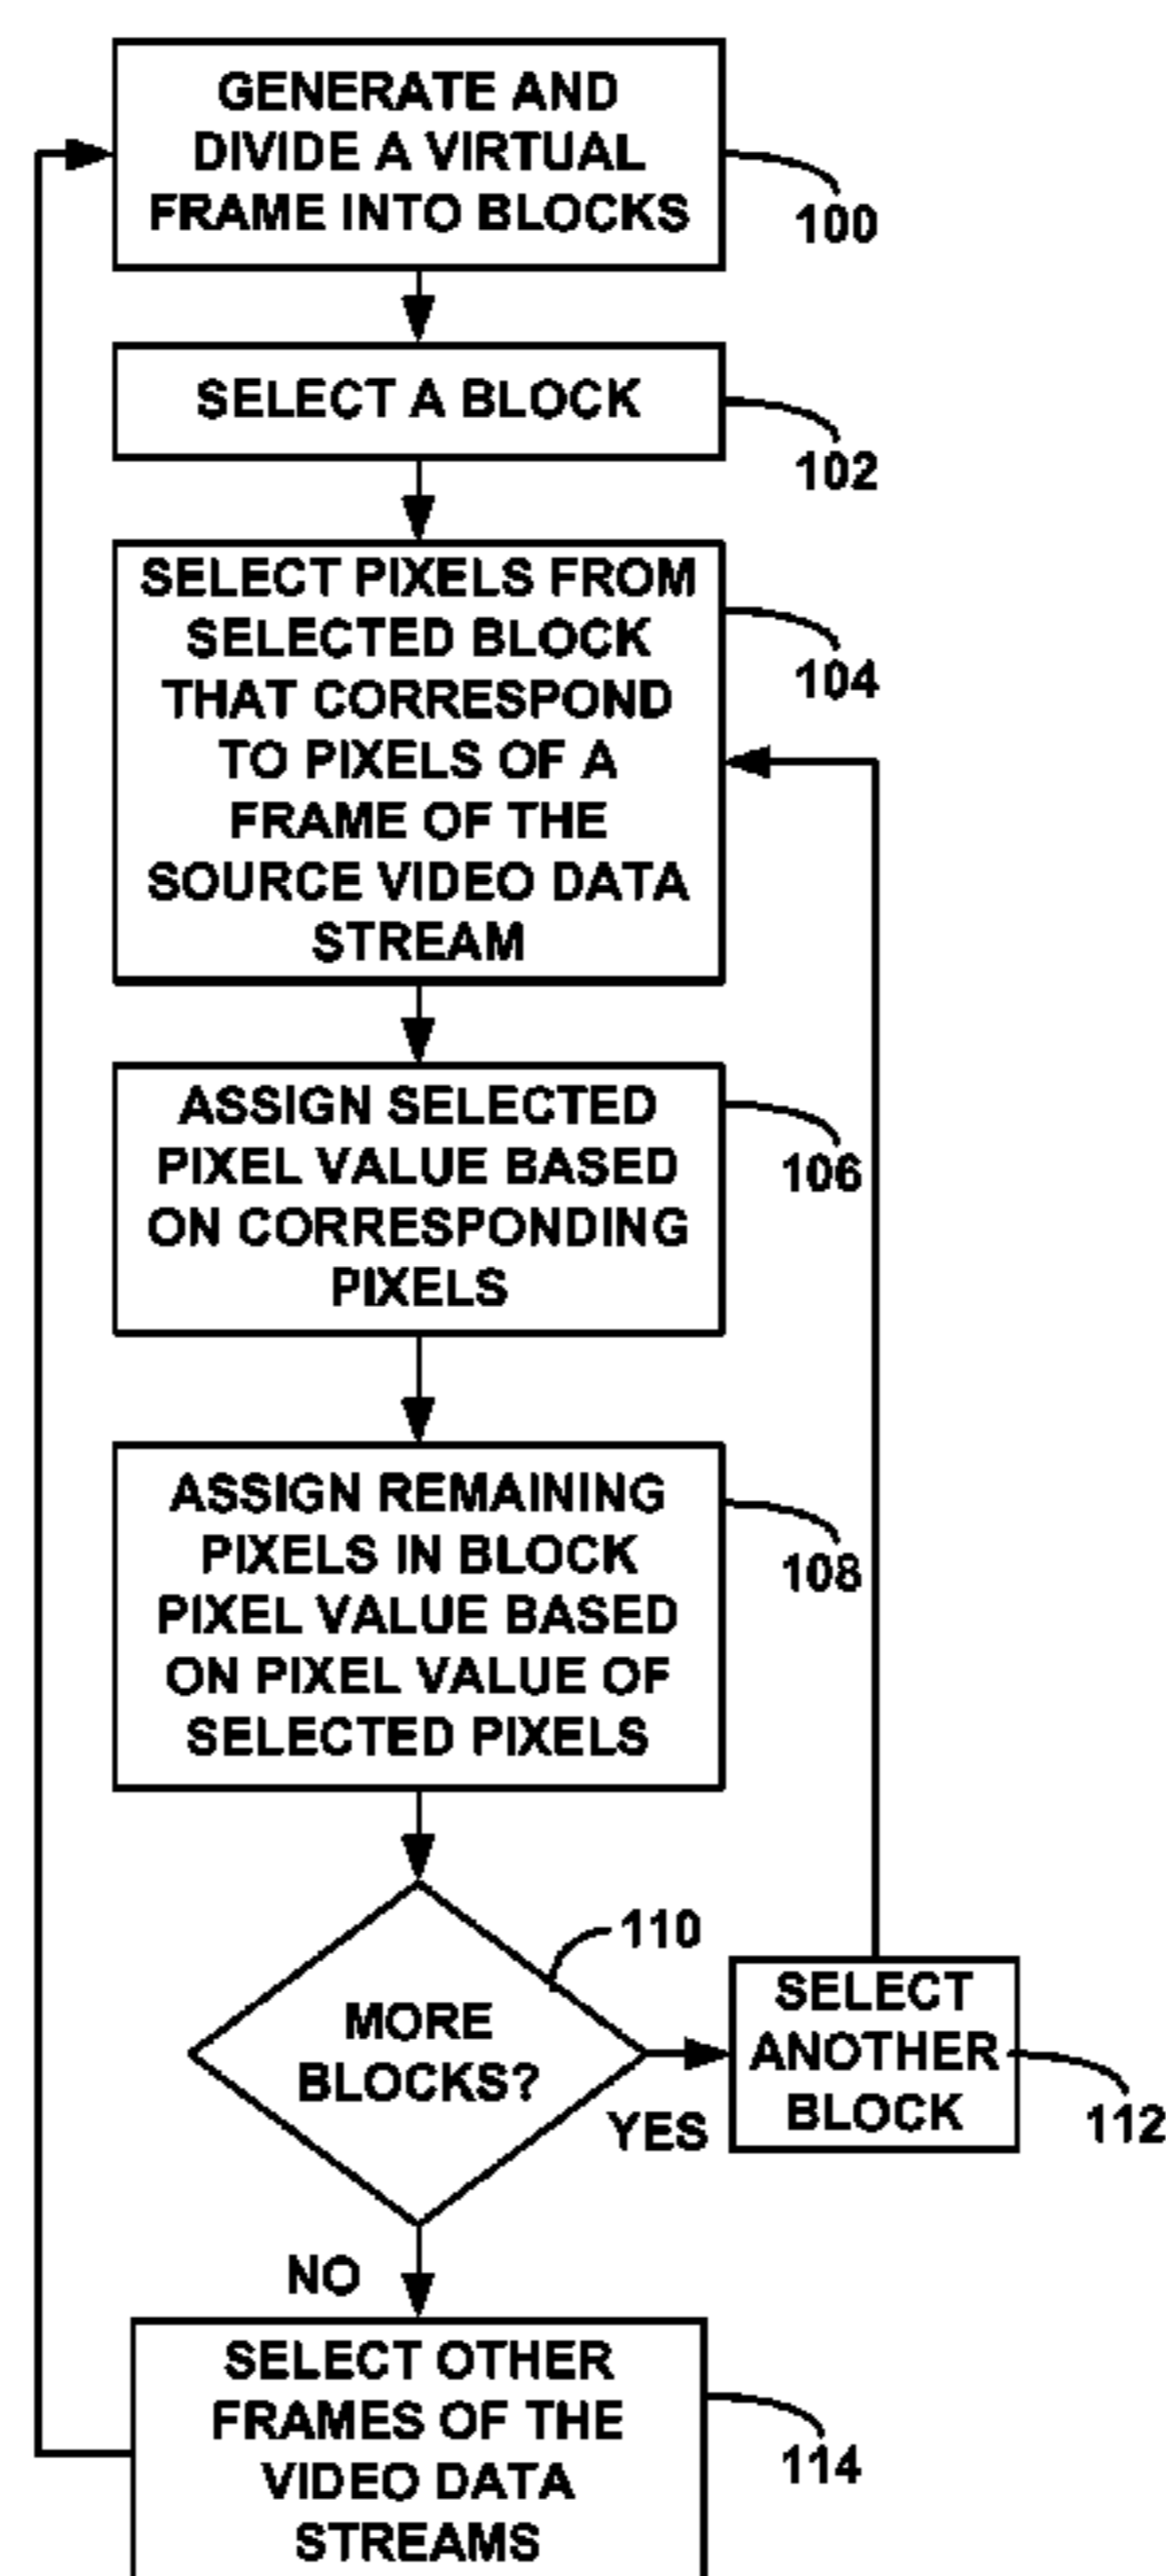 GENERATE AND
DIVIDE A VIRTUAL
FRAME INTO BLOCKS
100
SELECT A BLOCK
102
SELECT PIXELS FROM
SELECTED BLOCK
THAT CORRESPOND
TO PIXELS OF A
FRAME OF THE
SOURCE VIDEO DATA
STREAM
104
ASSIGN SELECTED
PIXEL VALUE BASED
ON CORRESPONDING
PIXELS
106
ASSIGN REMAINING
PIXELS IN BLOCK
PIXEL VALUE BASED
ON PIXEL VALUE OF
SELECTED PIXELS
108
110
MORE
BLOCKS?
YES
SELECT
ANOTHER
BLOCK
112
NO
SELECT OTHER
FRAMES OF THE
VIDEO DATA
STREAMS
114